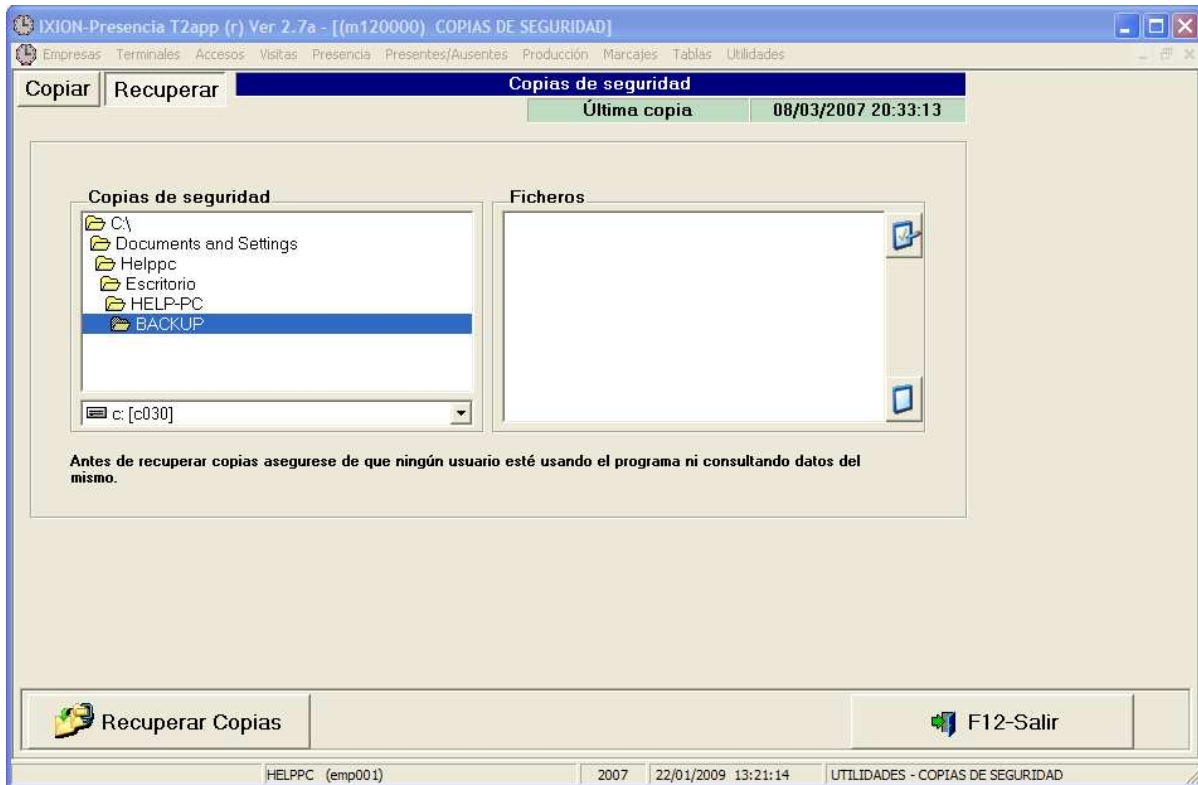 IXION-Presencia T2app (r) Ver 2.7a - [(m120000)  COPIAS DE SEGURIDAD]
Empresas Terminales Accesos Visitas Presencia Presentes/Ausentes Producción Marcajes Tablas Utilidades
Copiar Recuperar Copias de seguridad
Última copia 08/03/2007 20:33:13
Copias de seguridad Ficheros
C:\
Documents and Settings
Helppc
Escritorio
HELP-PC
BACKUP
c: [c030]
Antes de recuperar copias asegurese de que ningún usuario esté usando el programa ni consultando datos del
mismo.
Recuperar Copias F12-Salir
HELPPC (emp001) 2007 22/01/2009 13:21:14 UTILIDADES - COPIAS DE SEGURIDAD